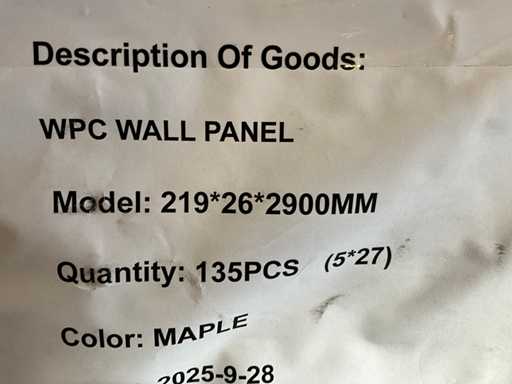 Description Of Goods:
WPC WALL PANEL
Model: 219*26*2900MM
Quantity: 135PCS (5*27)
Color: MAPLE
2025-9-28